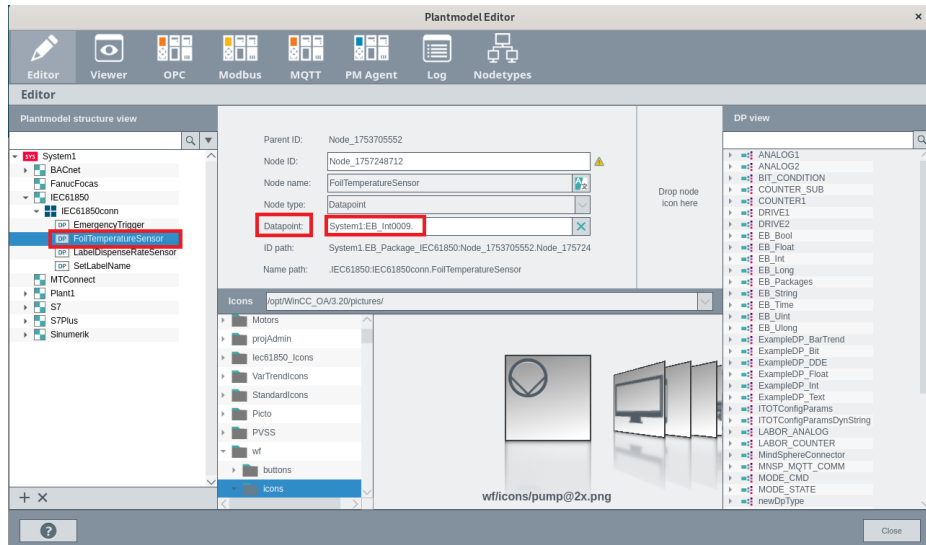 Plantmodel Editor
×
Editor
Viewer
OPC
Modbus
MQTT
PM Agent
Log
Nodetypes
Editor
Plantmodel structure view
SYS System1
BACnet
FanucFocas
IEC61850
IEC61850conn
DP EmergencyTrigger
DP FoilTemperatureSensor
DP LabelDispenseRateSensor
DP SetLabelName
MTConnect
Plant1
S7
S7Plus
Sinumerik
+ ×
Parent ID: Node_1753705552
Node ID: Node_1757248712
Node name: FoilTemperatureSensor
Node type: Datapoint
Datapoint: System1:EB_Int0009.
ID path: System1.EB_Package_IEC61850:Node_1753705552.Node_175724
Name path: .IEC61850:IEC61850conn.FoilTemperatureSensor
Drop node
icon here
Icons /opt/WinCC_OA/3.20/pictures/
Motors
projAdmin
Iec61850_Icons
VarTrendIcons
StandardIcons
Picto
PVSS
wf
buttons
icons
wf/icons/pump@2x.png
DP view
ANALOG1
ANALOG2
BIT_CONDITION
COUNTER_SUB
COUNTER1
DRIVE1
DRIVE2
EB_Bool
EB_Float
EB_Int
EB_Long
EB_Packages
EB_String
EB_Time
EB_Uint
EB_Ulong
ExampleDP_BarTrend
ExampleDP_Bit
ExampleDP_DDE
ExampleDP_Float
ExampleDP_Int
ExampleDP_Text
ITOTConfigParams
ITOTConfigParamsDynString
LABOR_ANALOG
LABOR_COUNTER
MindSphereConnector
MNSP_MQTT_COMM
MODE_CMD
MODE_STATE
newDpType
?
Close